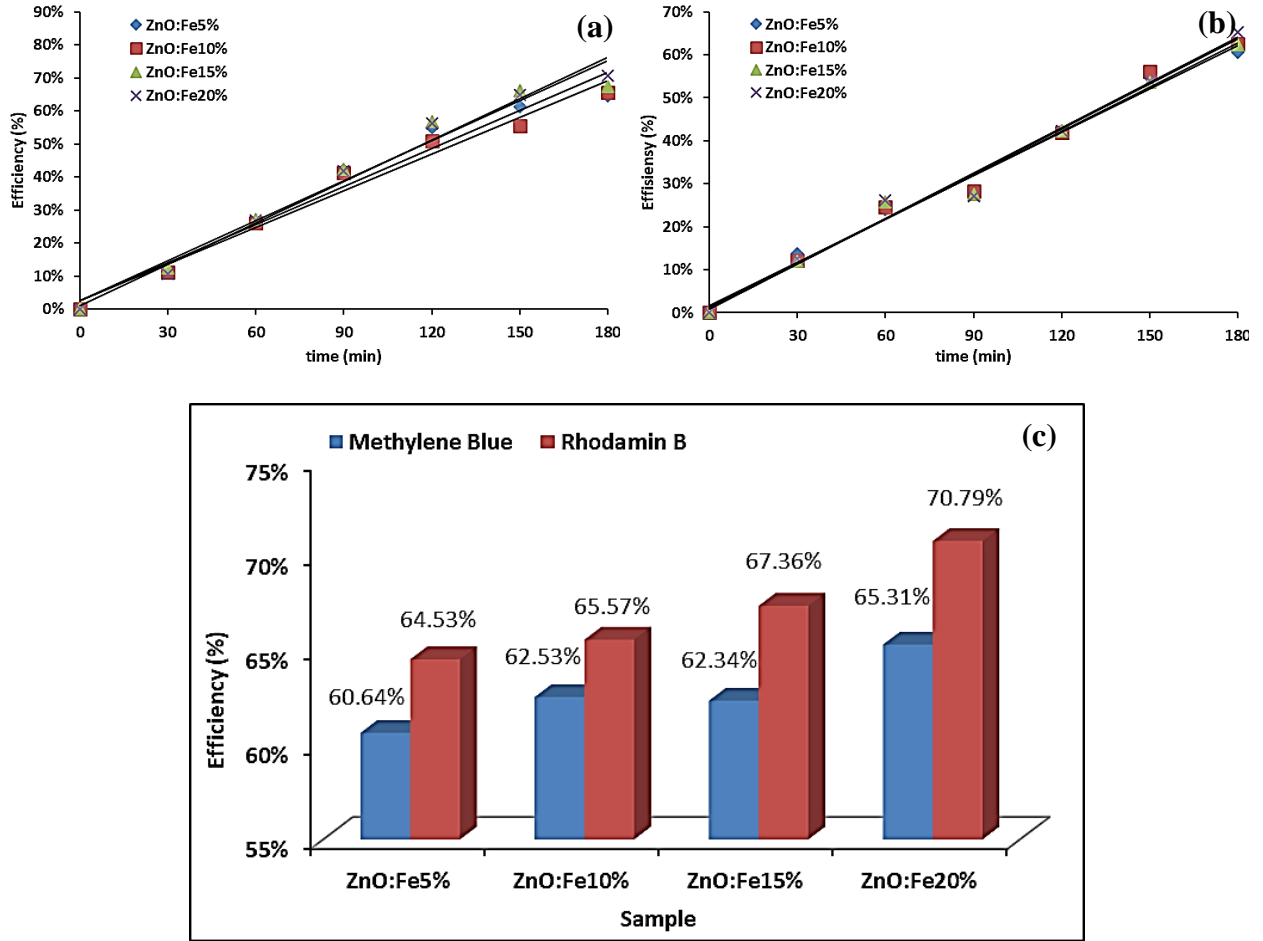 (a)
ZnO:Fe5%
ZnO:Fe10%
ZnO:Fe15%
ZnO:Fe20%
Efficiency (%)
90%
80%
70%
60%
50%
40%
30%
20%
10%
0%
0 30 60 90 120 150 180
time (min)
(b)
ZnO:Fe5%
ZnO:Fe10%
ZnO:Fe15%
ZnO:Fe20%
Effisiensy (%)
70%
60%
50%
40%
30%
20%
10%
0%
0 30 60 90 120 150 180
time (min)
(c)
Methylene Blue Rhodamin B
Efficiency (%)
75%
70%
65%
60%
55%
60.64% 64.53% 62.53% 65.57% 62.34% 67.36% 65.31% 70.79%
ZnO:Fe5% ZnO:Fe10% ZnO:Fe15% ZnO:Fe20%
Sample